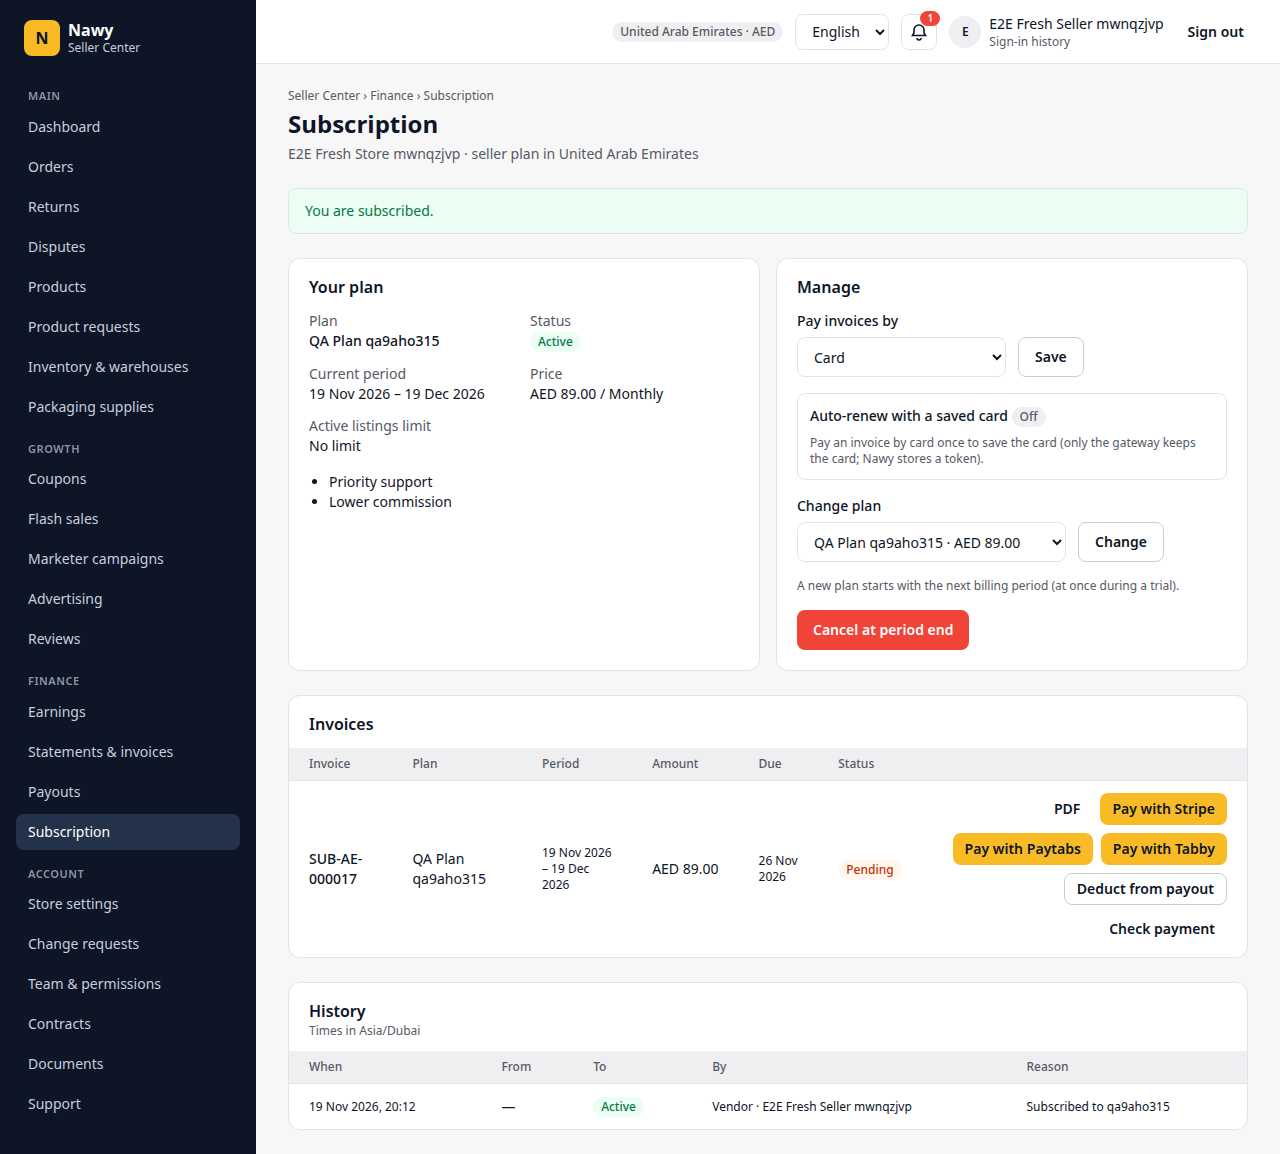 N
Nawy
Seller Center
MAIN
Dashboard
Orders
Returns
Disputes
Products
Product requests
Inventory & warehouses
Packaging supplies
GROWTH
Coupons
Flash sales
Marketer campaigns
Advertising
Reviews
FINANCE
Earnings
Statements & invoices
Payouts
Subscription
ACCOUNT
Store settings
Change requests
Team & permissions
Contracts
Documents
Support
United Arab Emirates · AED
English
1
E
E2E Fresh Seller mwnqzjvp
Sign-in history
Sign out
Seller Center › Finance › Subscription
Subscription
E2E Fresh Store mwnqzjvp · seller plan in United Arab Emirates
You are subscribed.
Your plan
Plan
QA Plan qa9aho315
Status
Active
Current period
19 Nov 2026 – 19 Dec 2026
Price
AED 89.00 / Monthly
Active listings limit
No limit
Priority support
Lower commission
Manage
Pay invoices by
Card
Save
Auto-renew with a saved card Off
Pay an invoice by card once to save the card (only the gateway keeps
the card; Nawy stores a token).
Change plan
QA Plan qa9aho315 · AED 89.00
Change
A new plan starts with the next billing period (at once during a trial).
Cancel at period end
Invoices
Invoice Plan Period Amount Due Status
SUB-AE-
000017
QA Plan
qa9aho315
19 Nov 2026
– 19 Dec
2026
AED 89.00
26 Nov
2026
Pending
PDF
Pay with Stripe
Pay with Paytabs
Pay with Tabby
Deduct from payout
Check payment
History
Times in Asia/Dubai
When From To By Reason
19 Nov 2026, 20:12 — Active Vendor · E2E Fresh Seller mwnqzjvp Subscribed to qa9aho315